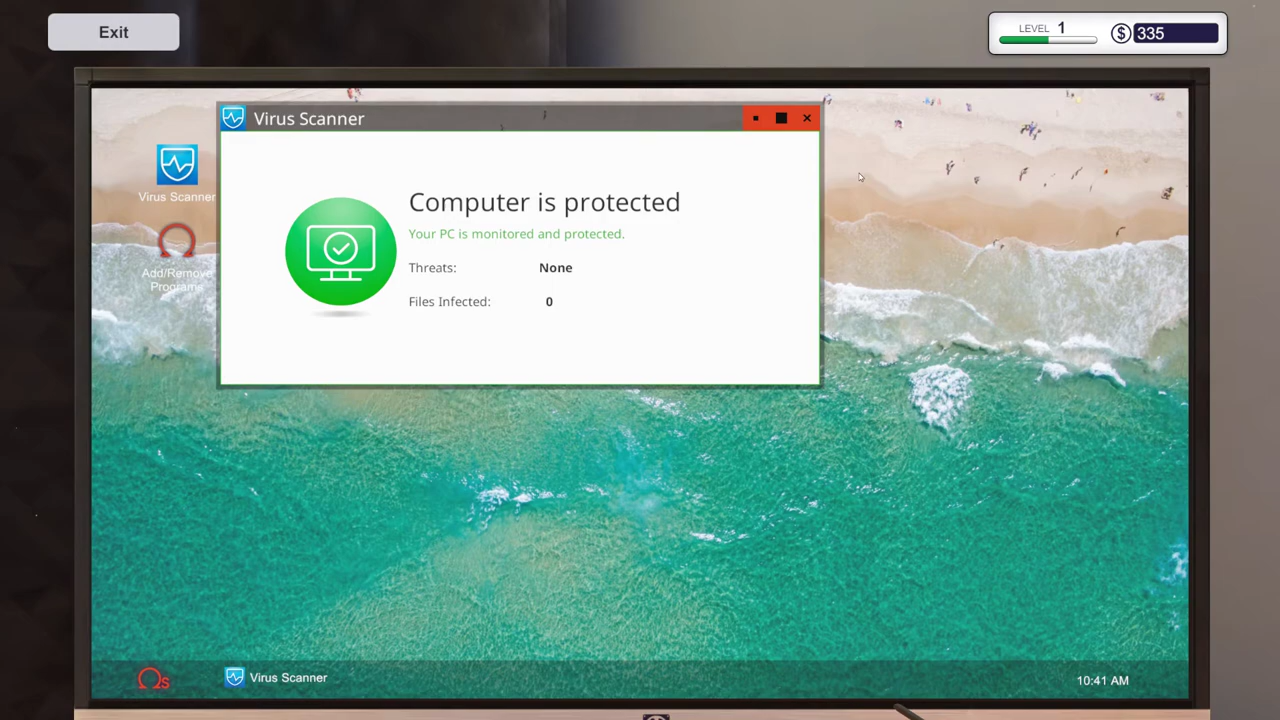 Exit
LEVEL 1
$ 335
Virus Scanner
Virus Scanner
Add/Remove
Programs
Computer is protected
Your PC is monitored and protected.
Threats: None
Files Infected: 0
Ωs
Virus Scanner
10:41 AM